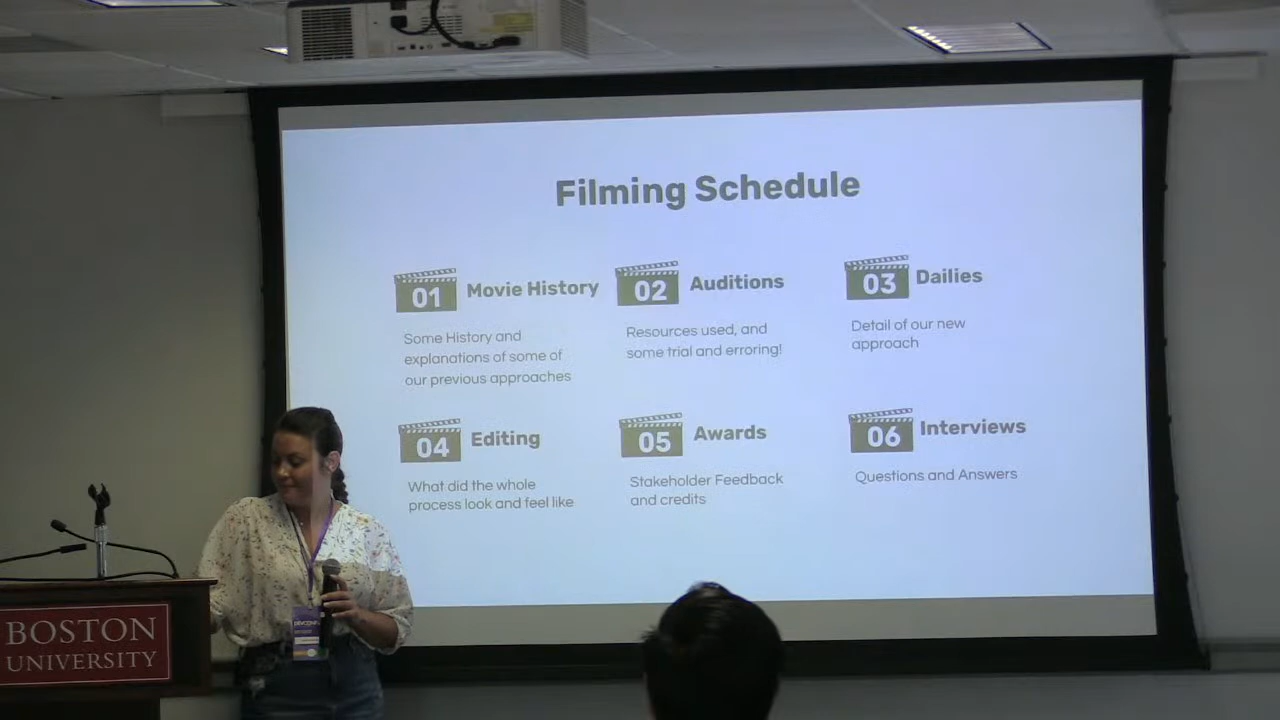 Filming Schedule
01 Movie History
Some History and
explanations of some of
our previous approaches
02 Auditions
Resources used, and
some trial and erroring!
03 Dailies
Detail of our new
approach
04 Editing
What did the whole
process look and feel like
05 Awards
Stakeholder Feedback
and credits
06 Interviews
Questions and Answers
BOSTON
UNIVERSITY